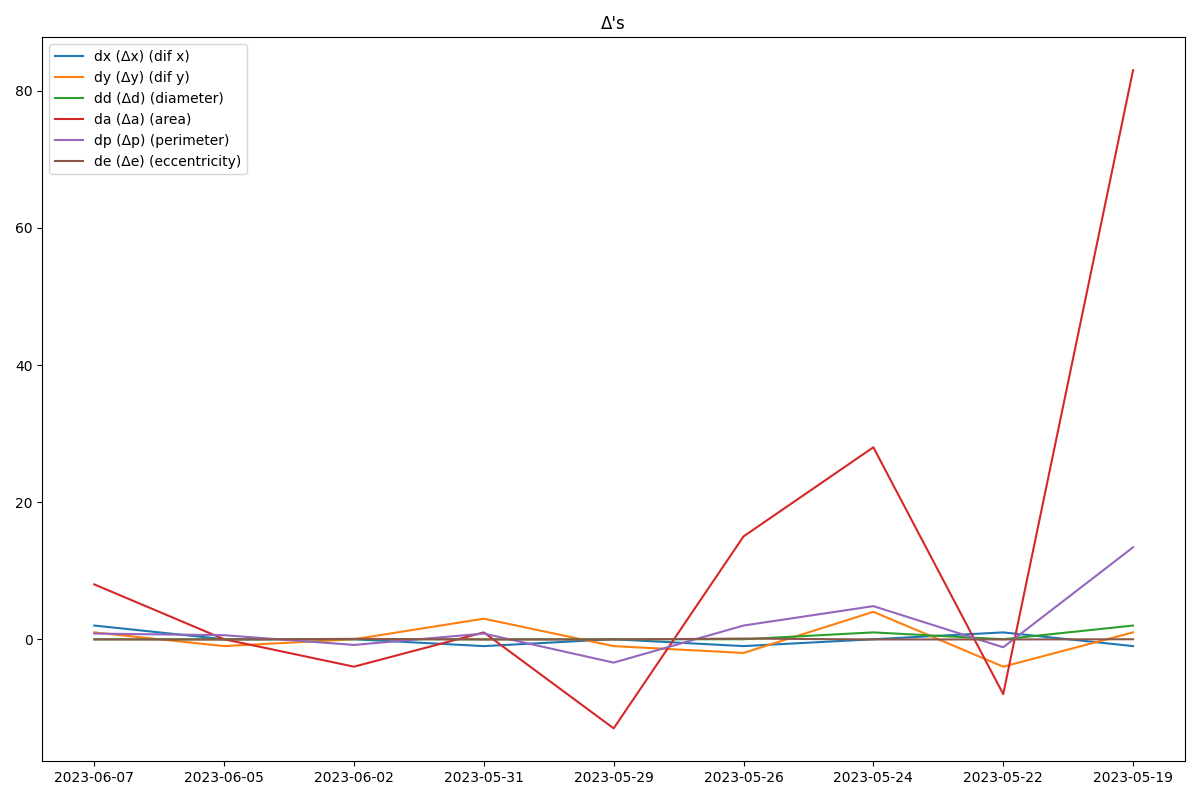 Δ's
dx (Δx) (dif x)
dy (Δy) (dif y)
dd (Δd) (diameter)
da (Δa) (area)
dp (Δp) (perimeter)
de (Δe) (eccentricity)
80
60
40
20
0
2023-06-07 2023-06-05 2023-06-02 2023-05-31 2023-05-29 2023-05-26 2023-05-24 2023-05-22 2023-05-19